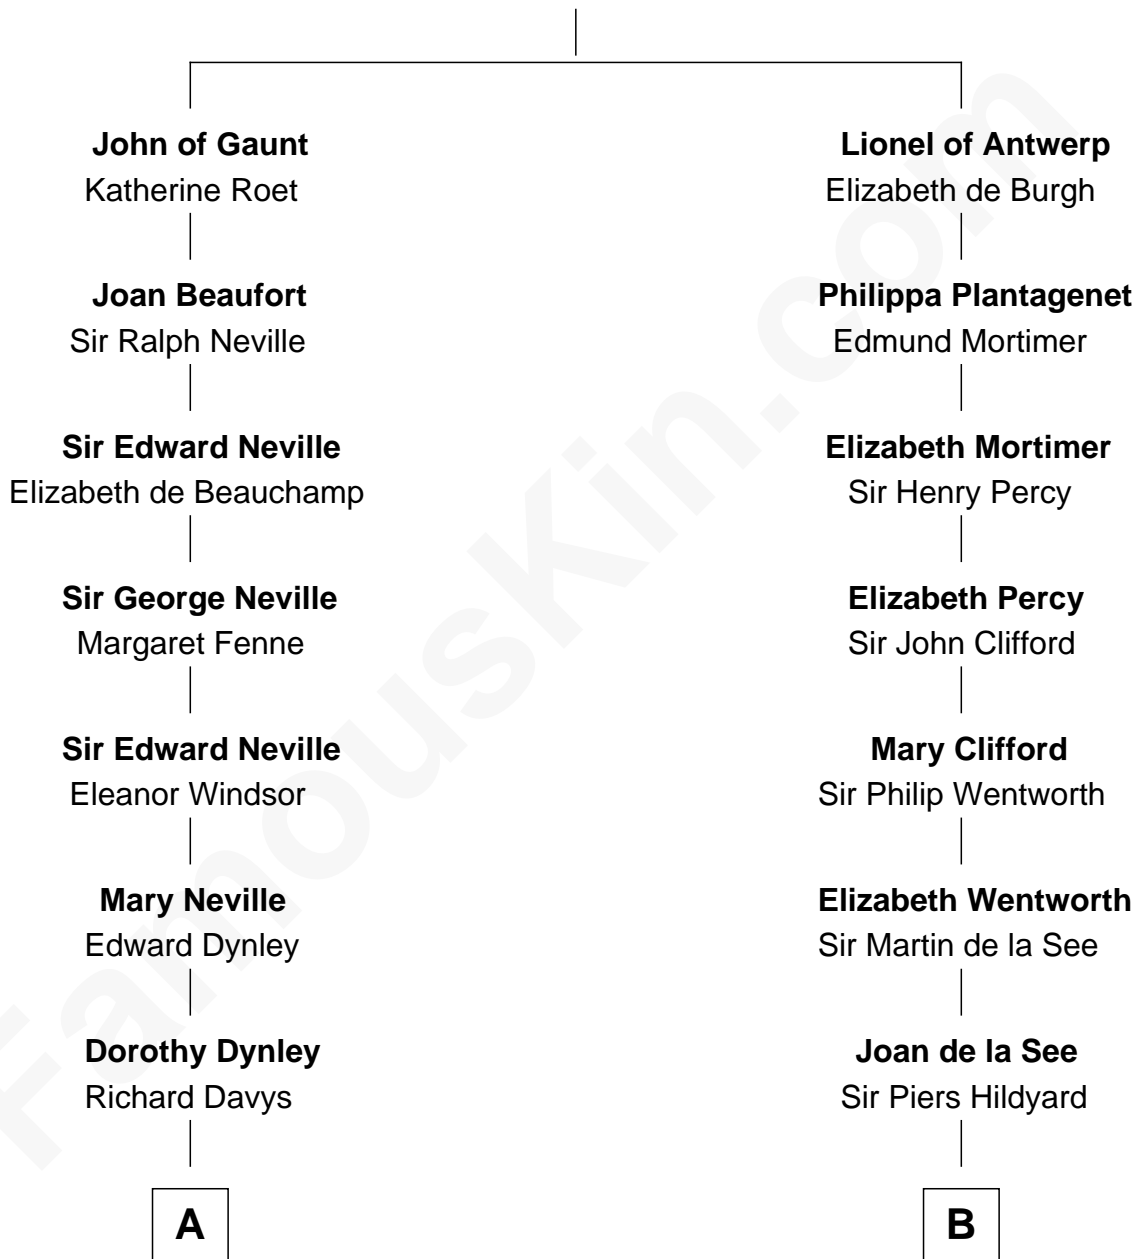 John of Gaunt
Katherine Roet
Joan Beaufort
Sir Ralph Neville
Sir Edward Neville
Elizabeth de Beauchamp
Sir George Neville
Margaret Fenne
Sir Edward Neville
Eleanor Windsor
Mary Neville
Edward Dynley
Dorothy Dynley
Richard Davys
A
Lionel of Antwerp
Elizabeth de Burgh
Philippa Plantagenet
Edmund Mortimer
Elizabeth Mortimer
Sir Henry Percy
Elizabeth Percy
Sir John Clifford
Mary Clifford
Sir Philip Wentworth
Elizabeth Wentworth
Sir Martin de la See
Joan de la See
Sir Piers Hildyard
B
FamousKin.com